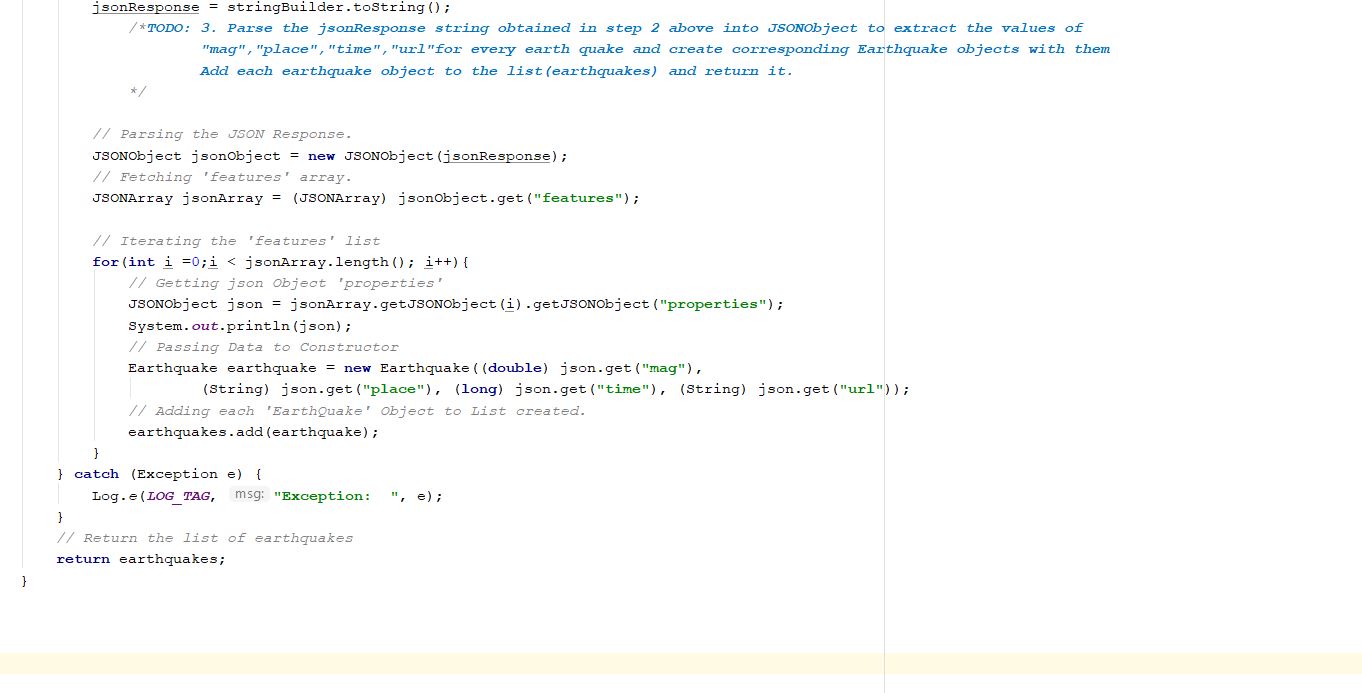 jsonResponse = stringBuilder.toString();
/*TODO: 3. Parse the jsonResponse string obtained in step 2 above into JSONObject to extract the values of
"mag","place","time","url"for every earth quake and create corresponding Earthquake objects with them
Add each earthquake object to the list(earthquakes) and return it.
*/
// Parsing the JSON Response.
JSONObject jsonObject = new JSONObject(jsonResponse);
// Fetching 'features' array.
JSONArray jsonArray = (JSONArray) jsonObject.get("features");
// Iterating the 'features' list
for(int i =0;i < jsonArray.length(); i++){
// Getting json Object 'properties'
JSONObject json = jsonArray.getJSONObject(i).getJSONObject("properties");
System.out.println(json);
// Passing Data to Constructor
Earthquake earthquake = new Earthquake((double) json.get("mag"),
(String) json.get("place"), (long) json.get("time"), (String) json.get("url"));
// Adding each 'EarthQuake' Object to List created.
earthquakes.add(earthquake);
}
} catch (Exception e) {
Log.e(LOG_TAG, msg: "Exception:  ", e);
}
// Return the list of earthquakes
return earthquakes;
}